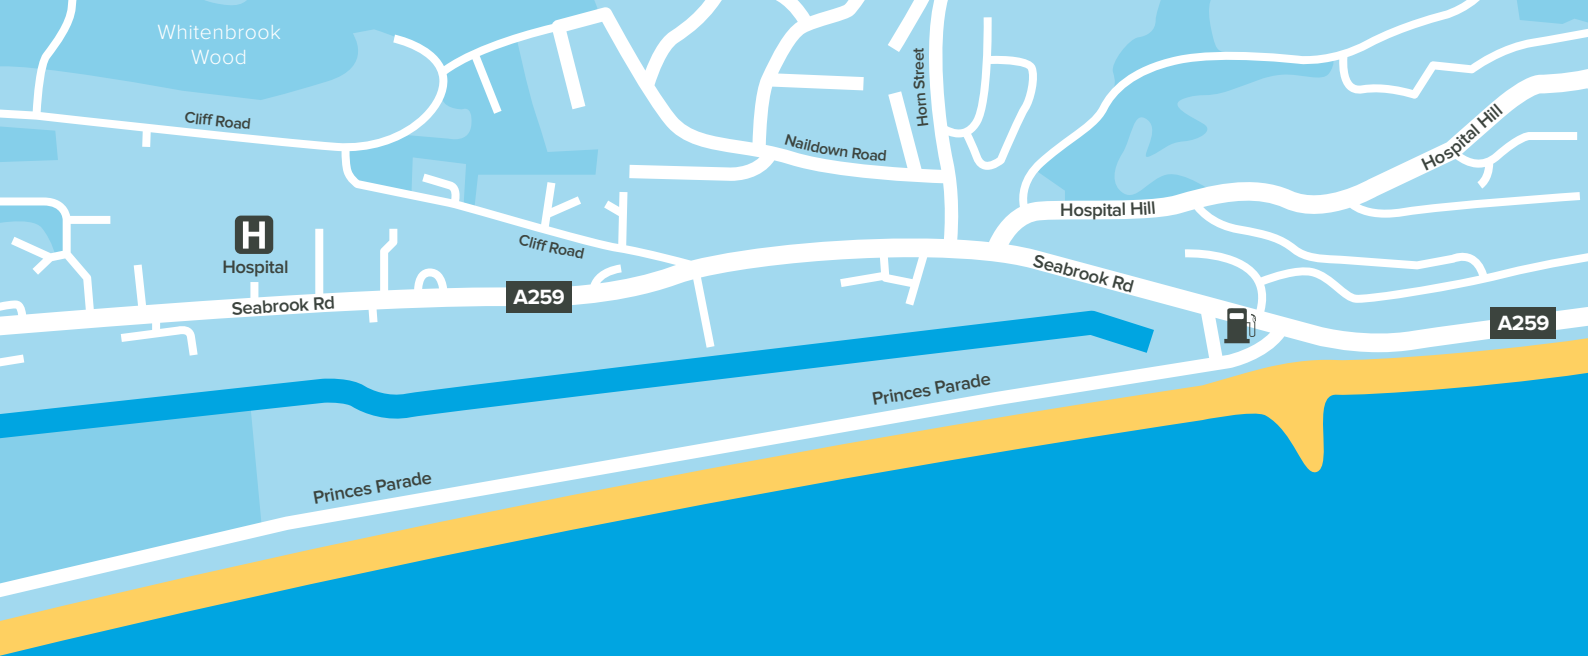 Whitenbrook
Wood
Cliff Road
Horn Street
Naildown Road
Hospital Hill
Hospital Hill
H
Hospital
Cliff Road
Seabrook Rd
A259
Seabrook Rd
A259
Princes Parade
Princes Parade